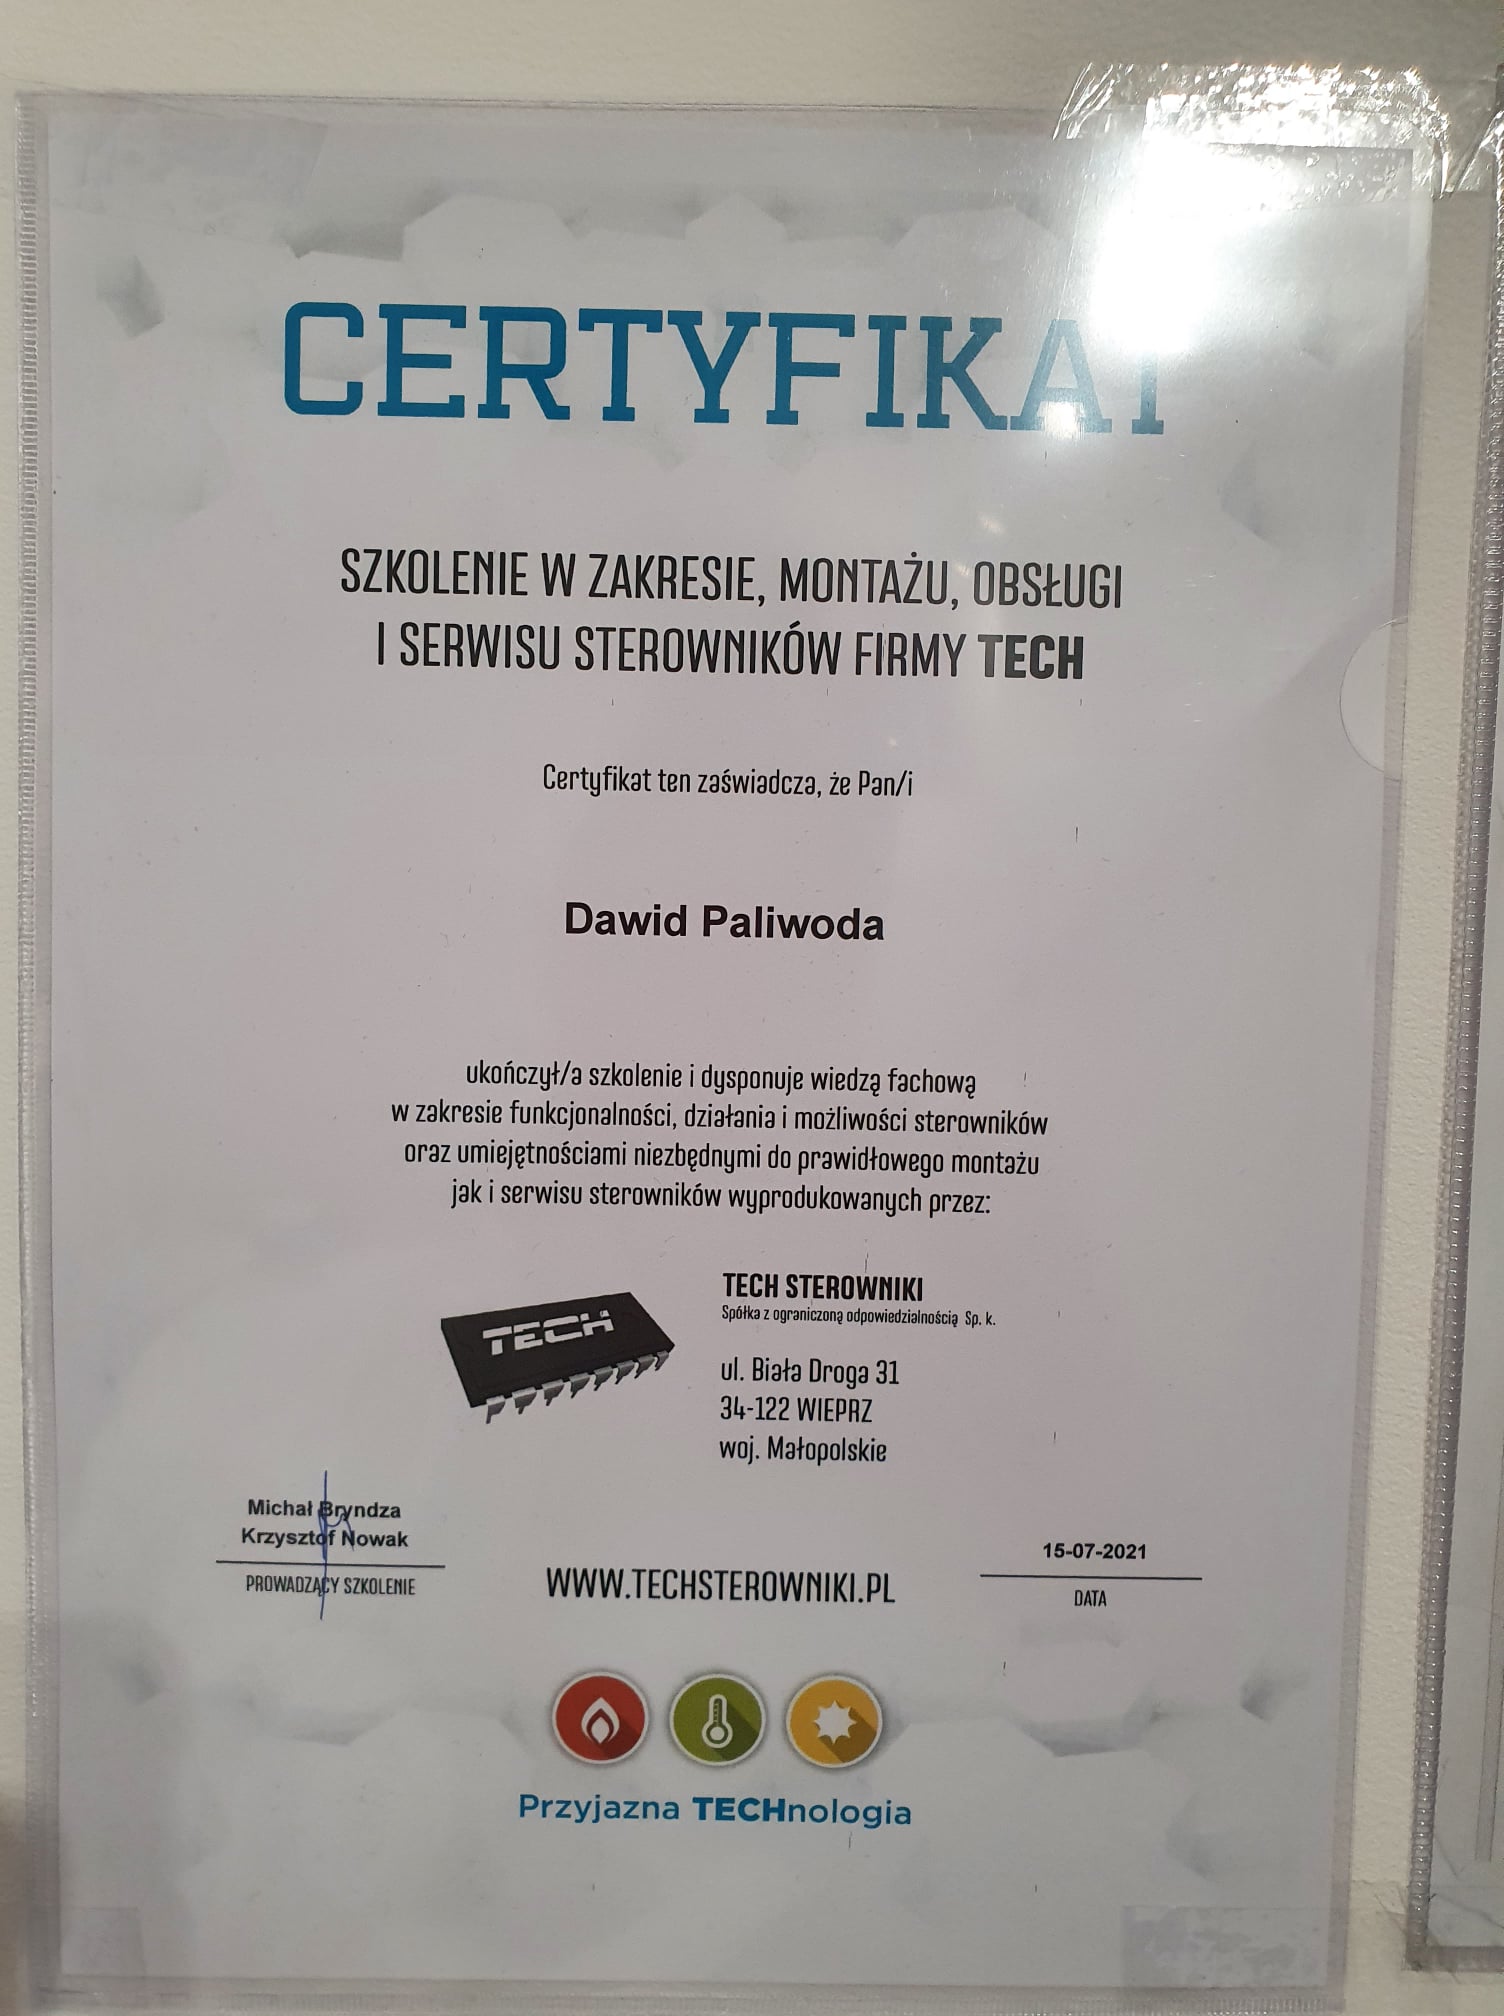 CERTYFIKAT
SZKOLENIE W ZAKRESIE, MONTAŻU, OBSŁUGI
I SERWISU STEROWNIKÓW FIRMY TECH
Certyfikat ten zaświadcza, że Pan/i
Dawid Paliwoda
ukończył/a szkolenie i dysponuje wiedzą fachową
w zakresie funkcjonalności, działania i możliwości sterowników
oraz umiejętnościami niezbędnymi do prawidłowego montażu
jak i serwisu sterowników wyprodukowanych przez:
TECH
TECH STEROWNIKI
Spółka z ograniczoną odpowiedzialnością Sp. k.
ul. Biała Droga 31
34-122 WIEPRZ
woj. Małopolskie
Michał Bryndza
Krzysztof Nowak
PROWADZĄCY SZKOLENIE
WWW.TECHSTEROWNIKI.PL
15-07-2021
DATA
Przyjazna TECHnologia